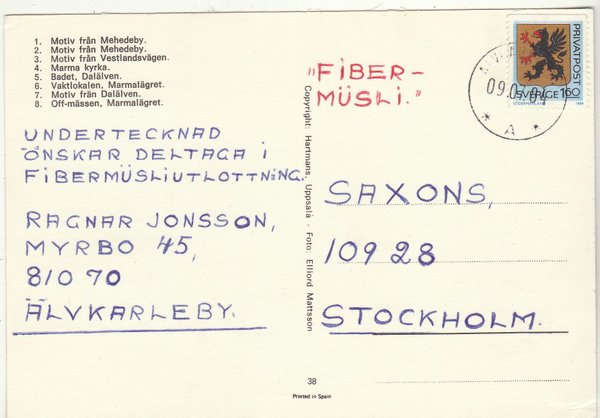 1. Motiv från Mehedeby.
2. Motiv från Mehedeby.
3. Motiv från Vestlandsvägen.
4. Marma kyrka.
5. Badet, Dalälven.
6. Vaktlokalen, Marmalägret.
7. Motiv från Dalälven.
8. Off-mässen, Marmalägret.
UNDERTECKNAD
ÖNSKAR DELTAGA I
FIBERMÜSLIUTLOTTNING.
RAGNAR JONSSON,
MYRBO 45,
810 70
ÄLVKARLEBY.
Copyright: Hartmans, Uppsala - Foto Elliord Mattsson
38
Printed in Spain
"FIBER-
MÜSLI."
PRIVATPOST
SVERIGE 160
1984
A
SAXONS,
109 28
STOCKHOLM.